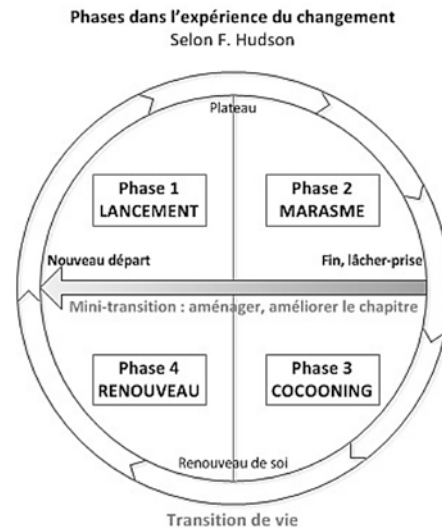 Phases dans l'expérience du changement
Selon F. Hudson
Plateau
Phase 1
LANCEMENT
Phase 2
MARASME
Nouveau départ
Fin, lâcher-prise
Mini-transition : aménager, améliorer le chapitre
Phase 4
RENOUVEAU
Phase 3
COCOONING
Renouveau de soi
Transition de vie